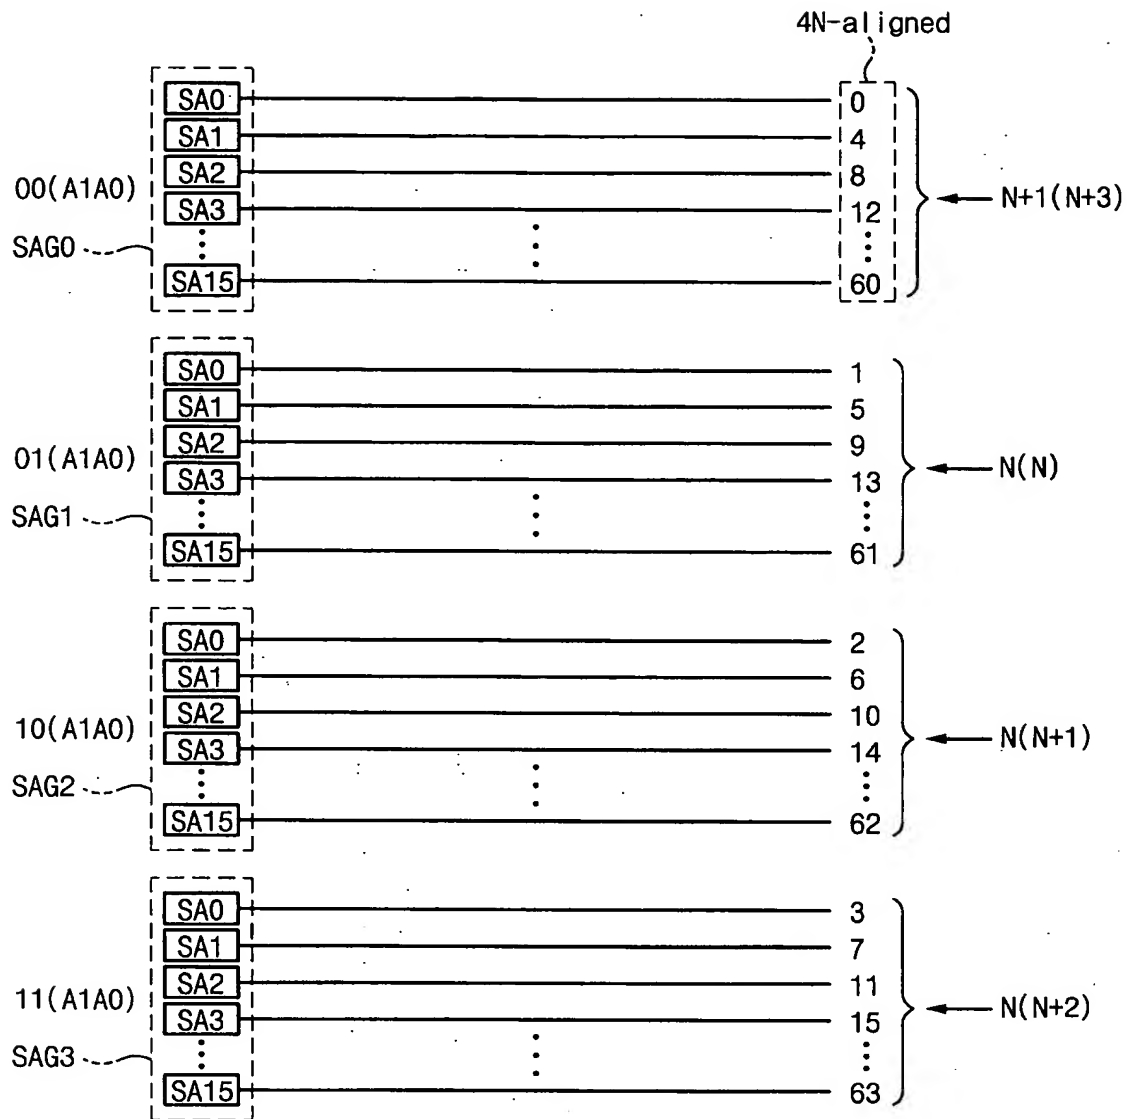 4N-aligned
SA0 0
SA1 4
SA2 8
00(A1A0) N+1(N+3)
SA3 12
SAG0
SA15 60
SA0 1
SA1 5
SA2 9
01(A1A0) N(N)
SA3 13
SAG1
SA15 61
SA0 2
SA1 6
SA2 10
10(A1A0) N(N+1)
SA3 14
SAG2
SA15 62
SA0 3
SA1 7
SA2 11
11(A1A0) N(N+2)
SA3 15
SAG3
SA15 63